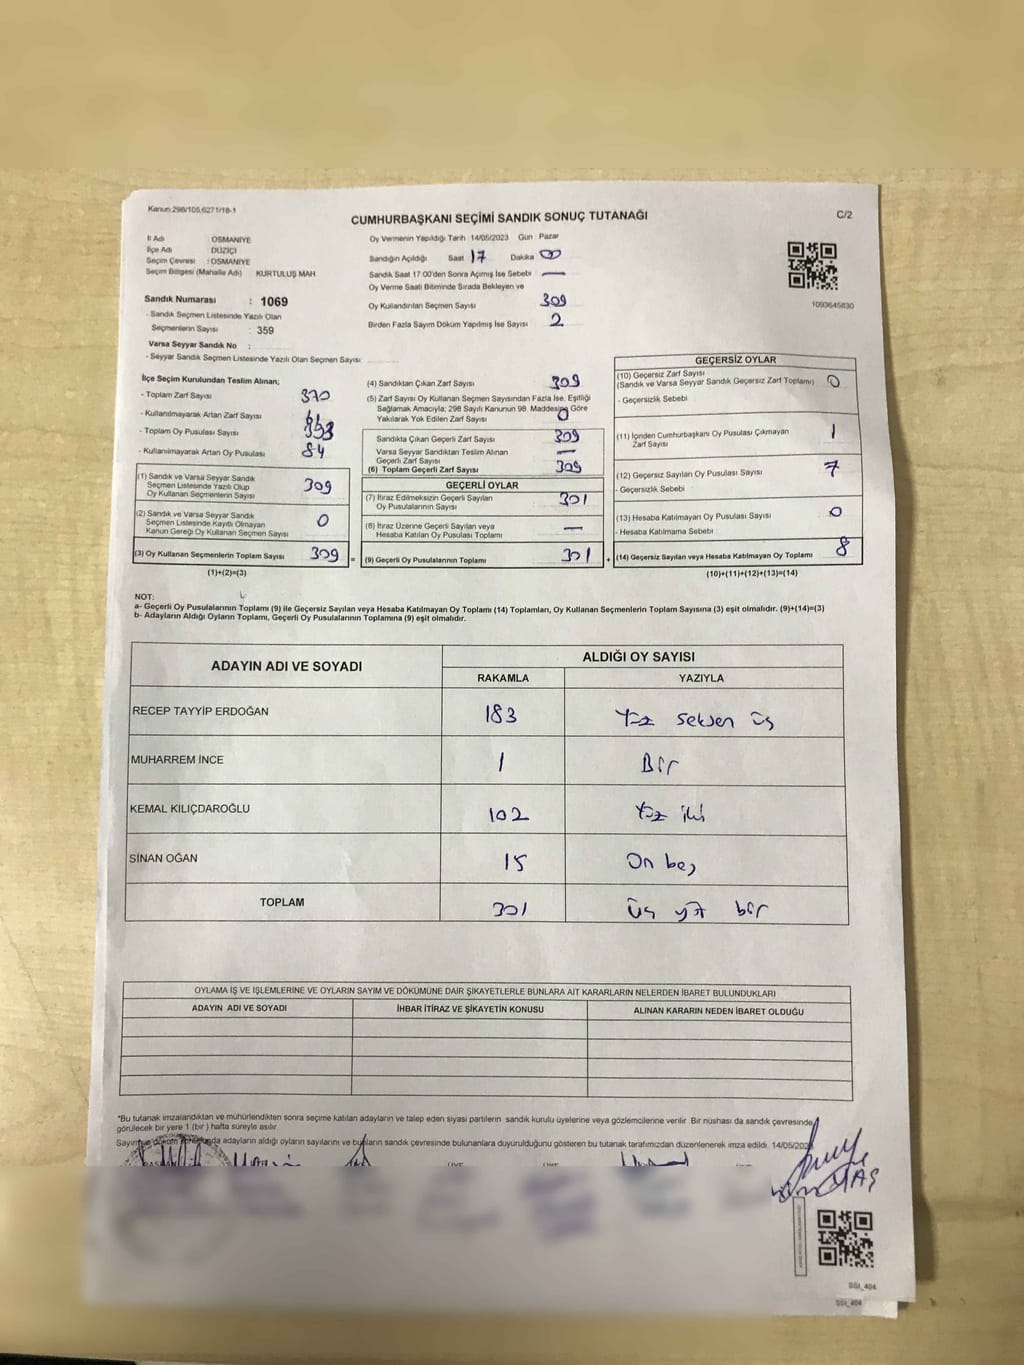 Kanun:298/105,6271/18-1
CUMHURBAŞKANI SEÇİMİ SANDIK SONUÇ TUTANAĞI
C/2
İl Adı OSMANİYE
İlçe Adı DÜZİÇİ
Seçim Çevresi : OSMANİYE
Seçim Bölgesi (Mahalle Adı) KURTULUŞ MAH.
Sandık Numarası : 1069
- Sandık Seçmen Listesinde Yazılı Olan
Seçmenlerin Sayısı : 359
Varsa Seyyar Sandık No :
- Seyyar Sandık Seçmen Listesinde Yazılı Olan Seçmen Sayısı:
Oy Vermenin Yapıldığı Tarih 14/05/2023 Gün Pazar
Sandığın Açıldığı Saat 17 Dakika 00
Sandık Saat 17.00'den Sonra Açımış İse Sebebi —
Oy Verme Saati Bitiminde Sırada Bekleyen ve
Oy Kullandırılan Seçmen Sayısı 309
Birden Fazla Sayım Döküm Yapılmış İse Sayısı 2
1093645830
İlçe Seçim Kurulundan Teslim Alınan;
- Toplam Zarf Sayısı 370
- Kullanılmayarak Artan Zarf Sayısı
- Toplam Oy Pusulası Sayısı
- Kullanılmayarak Artan Oy Pusulası 84
(1) Sandık ve Varsa Seyyar Sandık
Seçmen Listesinde Yazılı Olup
Oy Kullanan Seçmenlerin Sayısı 309
(2) Sandık ve Varsa Seyyar Sandık
Seçmen Listesinde Kayıtlı Olmayan
Kanun Gereği Oy Kullanan Seçmen Sayısı 0
(3) Oy Kullanan Seçmenlerin Toplam Sayısı 309 =
(1)+(2)=(3)
(4) Sandıktan Çıkan Zarf Sayısı 309
(5) Zarf Sayısı Oy Kullanan Seçmen Sayısından Fazla İse, Eşitliği
Sağlamak Amacıyla; 298 Sayılı Kanunun 98. Maddesine Göre
Yakılarak Yok Edilen Zarf Sayısı 0
Sandıkta Çıkan Geçerli Zarf Sayısı 309
Varsa Seyyar Sandıktan Teslim Alınan
Geçerli Zarf Sayısı —
(6) Toplam Geçerli Zarf Sayısı 309
GEÇERLİ OYLAR
(7) İtiraz Edilmeksizin Geçerli Sayılan
Oy Pusulalarının Sayısı 301
(8) İtiraz Üzerine Geçerli Sayılan veya
Hesaba Katılan Oy Pusulası Toplamı —
(9) Geçerli Oy Pusulalarının Toplamı 301 +
GEÇERSİZ OYLAR
(10) Geçersiz Zarf Sayısı
(Sandık ve Varsa Seyyar Sandık Geçersiz Zarf Toplamı) 0
- Geçersizlik Sebebi
(11) İçinden Cumhurbaşkanı Oy Pusulası Çıkmayan
Zarf Sayısı 1
(12) Geçersiz Sayılan Oy Pusulası Sayısı 7
- Geçersizlik Sebebi
(13) Hesaba Katılmayan Oy Pusulası Sayısı 0
- Hesaba Katılmama Sebebi
(14) Geçersiz Sayılan veya Hesaba Katılmayan Oy Toplamı 8
(10)+(11)+(12)+(13)=(14)
NOT:
a- Geçerli Oy Pusulalarının Toplamı (9) ile Geçersiz Sayılan veya Hesaba Katılmayan Oy Toplamı (14) Toplamları, Oy Kullanan Seçmenlerin Toplam Sayısına (3) eşit olmalıdır. (9)+(14)=(3)
b- Adayların Aldığı Oyların Toplamı, Geçerli Oy Pusulalarının Toplamına (9) eşit olmalıdır.
ADAYIN ADI VE SOYADI ALDIĞI OY SAYISI
RAKAMLA YAZIYLA
RECEP TAYYİP ERDOĞAN 183 Yüz seksen üç
MUHARREM İNCE 1 Bir
KEMAL KILIÇDAROĞLU 102 Yüz iki
SİNAN OĞAN 15 On beş
TOPLAM 301 üç yüz bir
OYLAMA İŞ VE İŞLEMLERİNE VE OYLARIN SAYIM VE DÖKÜMÜNE DAİR ŞİKAYETLERLE BUNLARA AİT KARARLARIN NELERDEN İBARET BULUNDUKLARI
ADAYIN ADI VE SOYADI İHBAR İTİRAZ VE ŞİKAYETİN KONUSU ALINAN KARARIN NEDEN İBARET OLDUĞU
*Bu tutanak imzalandıktan ve mühürlendikten sonra seçime katılan adayların ve talep eden siyasi partilerin sandık kurulu üyelerine veya gözlemcilerine verilir. Bir nüshası da sandık çevresinde
görülecek bir yere 1 (bir) hafta süreyle asılır.
adayların aldığı oyların sayılarını ve bunların sandık çevresinde bulunanlara duyurulduğunu gösteren bu tutanak tarafımızdan düzenlenerek imza edildi. 14/05/202
SSI_404
SSI_404